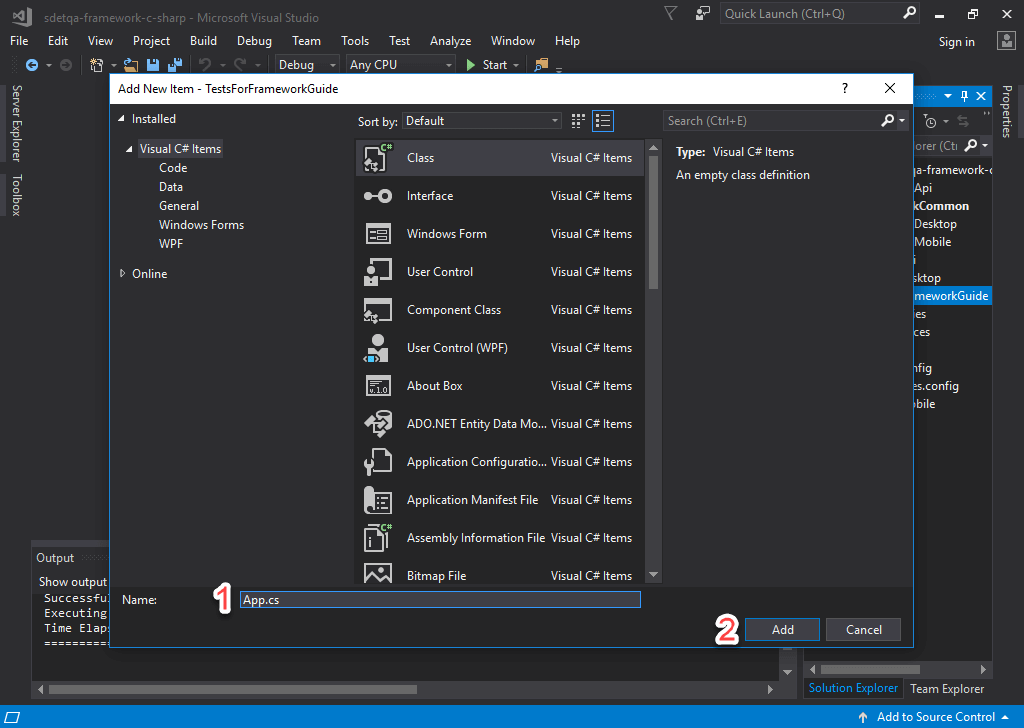 sdetqa-framework-c-sharp - Microsoft Visual Studio
Quick Launch (Ctrl+Q)
File Edit View Project Build Debug Team Tools Test Analyze Window Help
Sign in
Debug Any CPU Start
Server Explorer
Toolbox
Add New Item - TestsForFrameworkGuide
?
Installed
Visual C# Items
Code
Data
General
Windows Forms
WPF
Online
Sort by: Default
Class Visual C# Items
Interface Visual C# Items
Windows Form Visual C# Items
User Control Visual C# Items
Component Class Visual C# Items
User Control (WPF) Visual C# Items
About Box Visual C# Items
ADO.NET Entity Data Mo... Visual C# Items
Application Configuratio... Visual C# Items
Application Manifest File Visual C# Items
Assembly Information File Visual C# Items
Bitmap File Visual C# Items
Search (Ctrl+E)
Type: Visual C# Items
An empty class definition
Name: 1 App.cs
2 Add Cancel
Properties
orer (Ctr
qa-framework-c
Api
kCommon
Desktop
Mobile
i
sktop
meworkGuide
es
ces
nfig
es.config
obile
Output
Show output
Successful
Executing
Time Elaps
==========
Solution Explorer Team Explorer
Add to Source Control